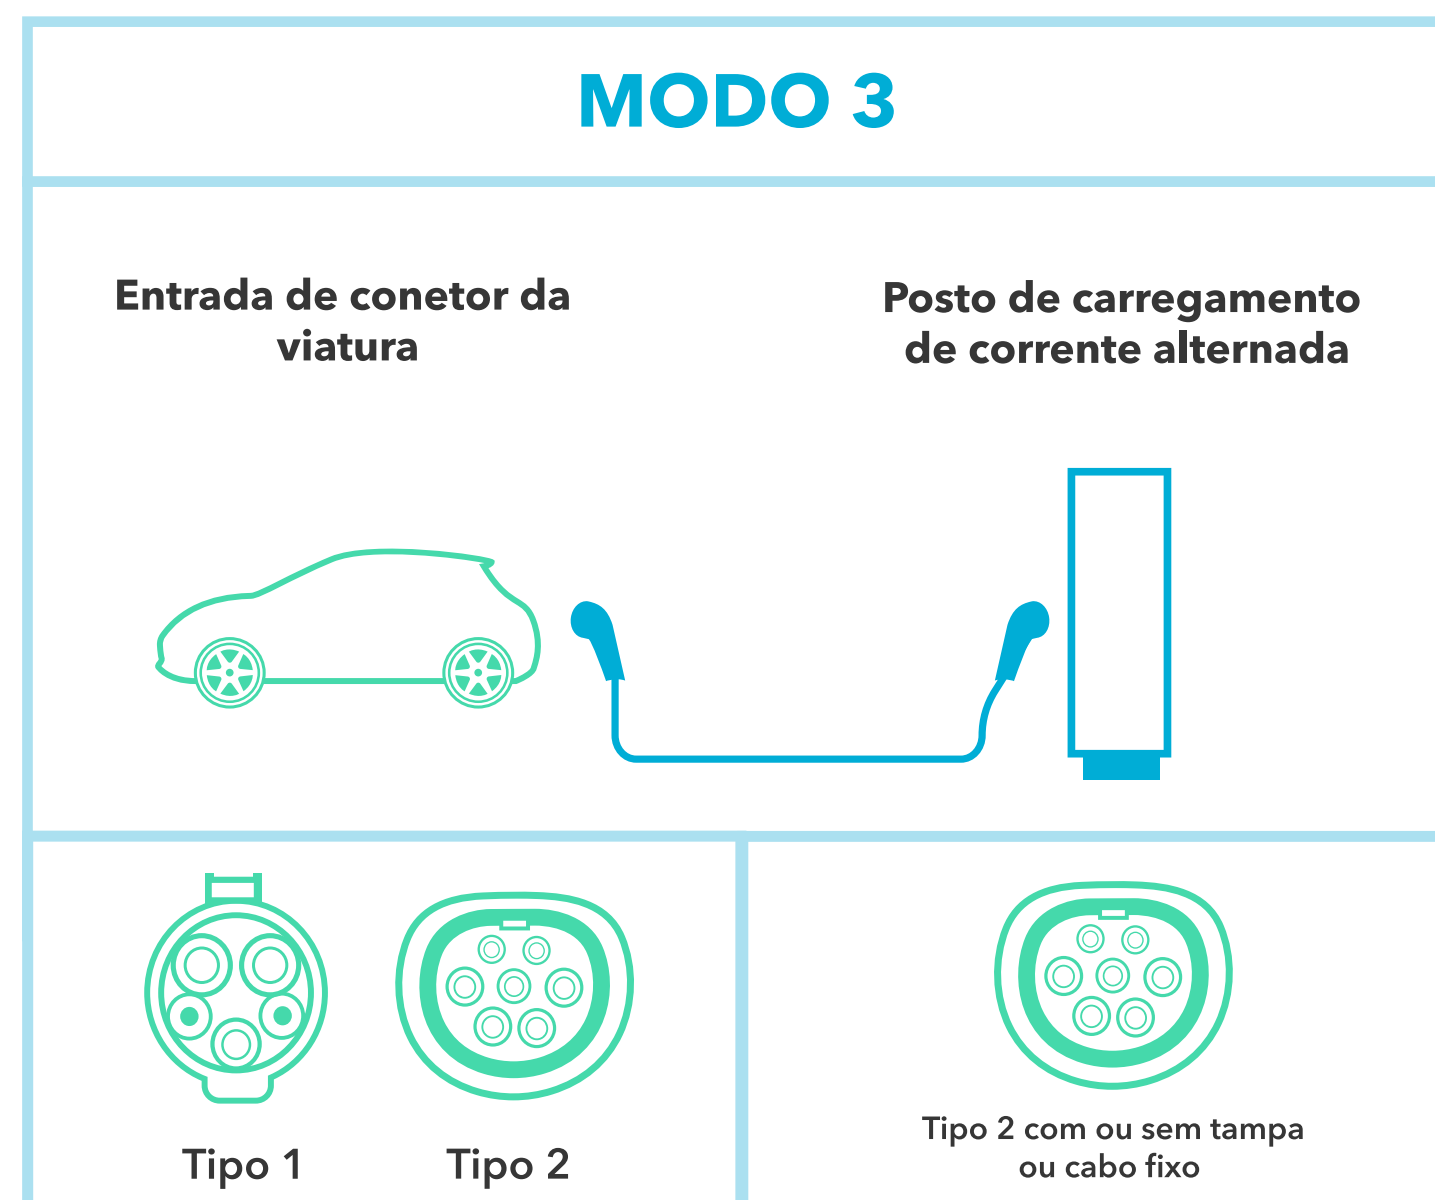 MODO 3
Entrada de conetor da
viatura
Posto de carregamento
de corrente alternada
Tipo 1
Tipo 2
Tipo 2 com ou sem tampa
ou cabo fixo